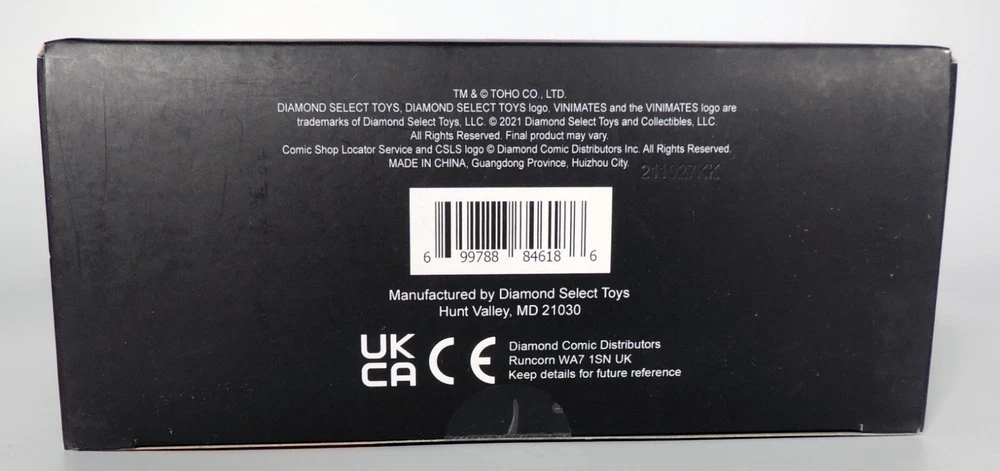 TM & © TOHO CO., LTD.
DIAMOND SELECT TOYS, DIAMOND SELECT TOYS logo, VINIMATES and the VINIMATES logo are
trademarks of Diamond Select Toys, LLC. © 2021 Diamond Select Toys and Collectibles, LLC.
All Rights Reserved. Final product may vary.
Comic Shop Locator Service and CSLS logo © Diamond Comic Distributors Inc. All Rights Reserved.
MADE IN CHINA, Guangdong Province, Huizhou City.
211027KK
6 99788 84618 6
Manufactured by Diamond Select Toys
Hunt Valley, MD 21030
UK
CA
CE
Diamond Comic Distributors
Runcorn WA7 1SN UK
Keep details for future reference